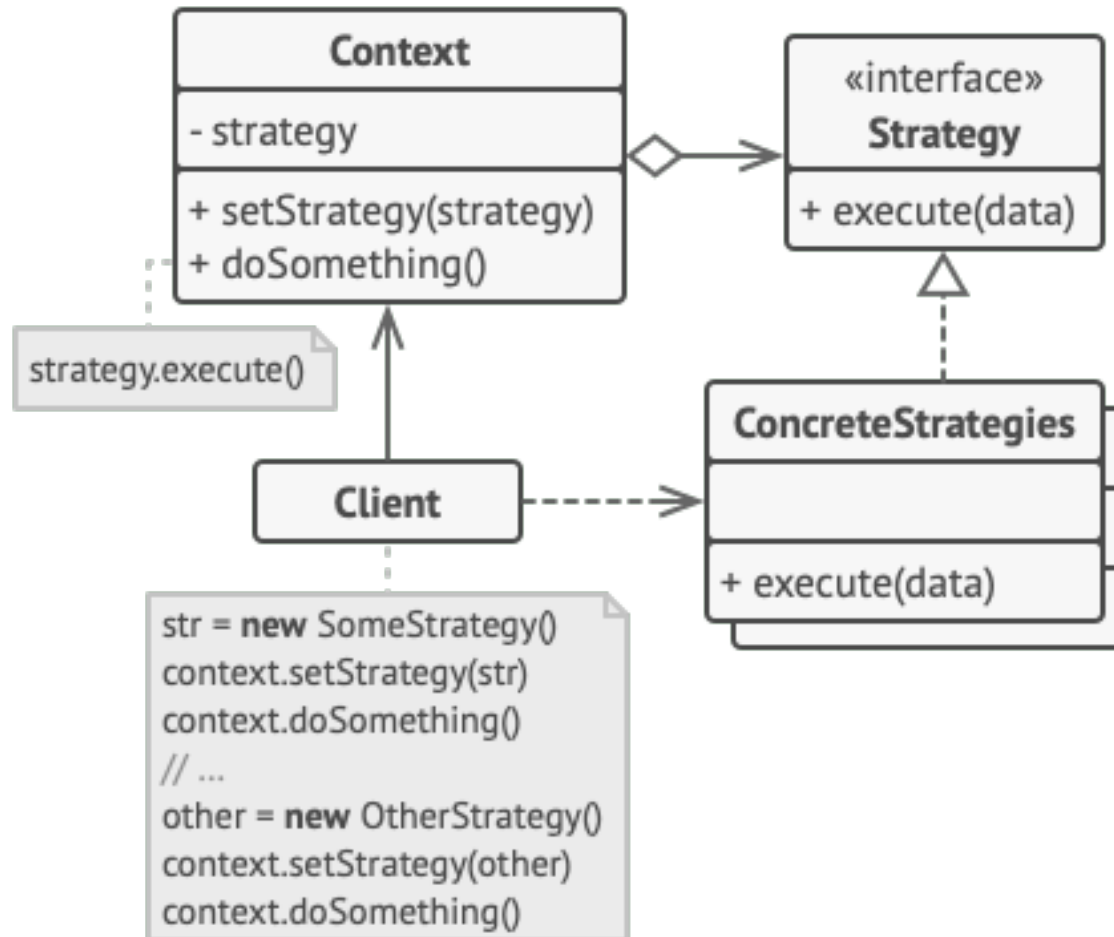 Context
- strategy
+ setStrategy(strategy)
+ doSomething()
«interface»
Strategy
+ execute(data)
strategy.execute()
ConcreteStrategies
+ execute(data)
Client
str = new SomeStrategy()
context.setStrategy(str)
context.doSomething()
// ...
other = new OtherStrategy()
context.setStrategy(other)
context.doSomething()